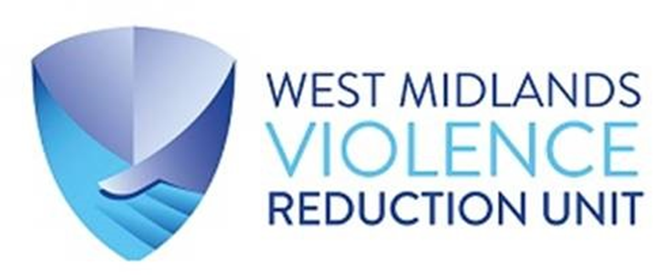 WEST MIDLANDS
VIOLENCE
REDUCTION UNIT